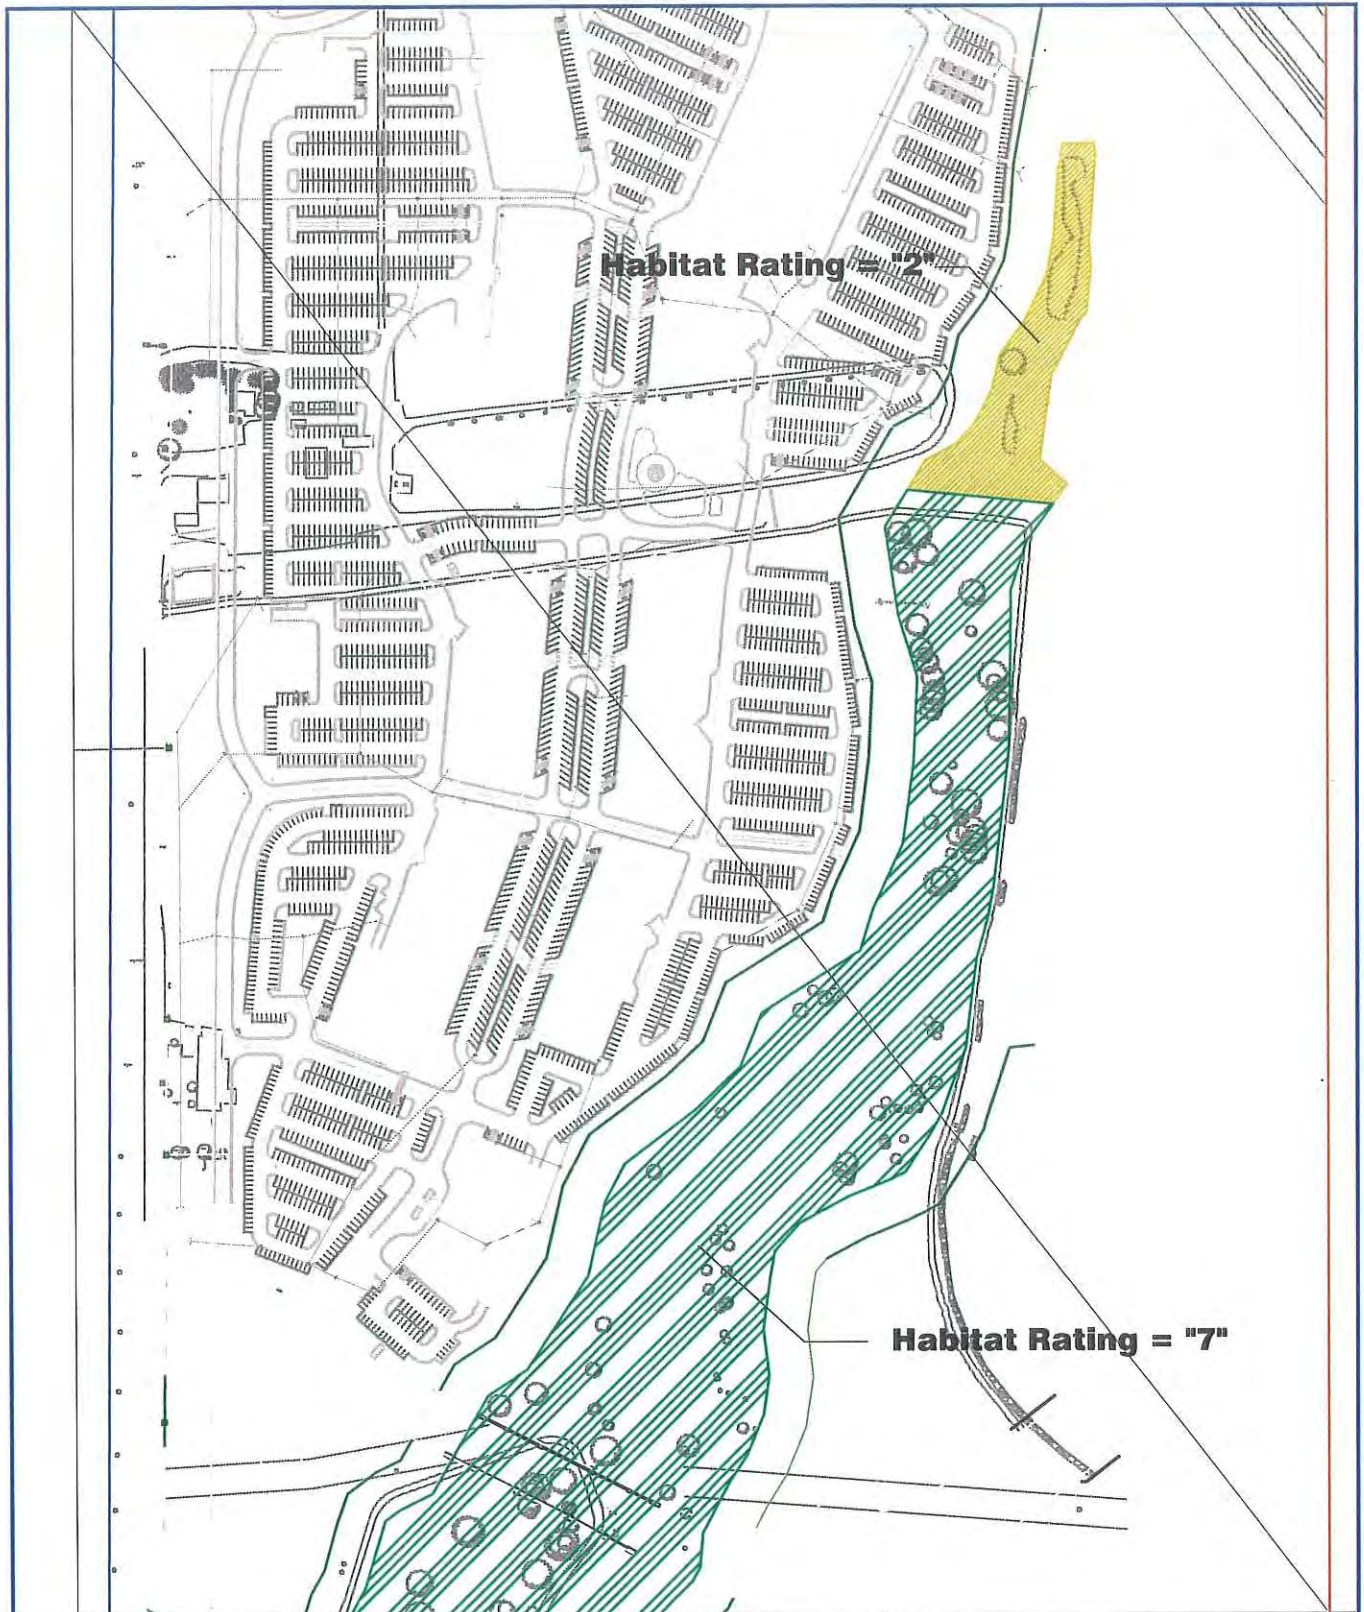 Habitat Rating = "2"
Habitat Rating = "7"